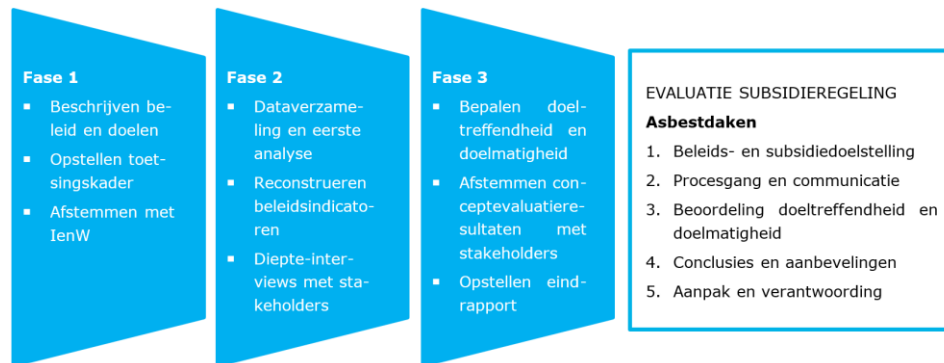 Fase 1
▪ Beschrijven be-
leid en doelen
▪ Opstellen toet-
singskader
▪ Afstemmen met
IenW
Fase 2
▪ Dataverzame-
ling en eerste
analyse
▪ Reconstrueren
beleidsindicato-
ren
▪ Diepte-inter-
views met sta-
keholders
Fase 3
▪ Bepalen doel-
treffendheid en
doelmatigheid
▪ Afstemmen con-
ceptevaluatiere-
sultaten met
stakeholders
▪ Opstellen eind-
rapport
EVALUATIE SUBSIDIEREGELING
Asbestdaken
1. Beleids- en subsidiedoelstelling
2. Procesgang en communicatie
3. Beoordeling doeltreffendheid en
doelmatigheid
4. Conclusies en aanbevelingen
5. Aanpak en verantwoording